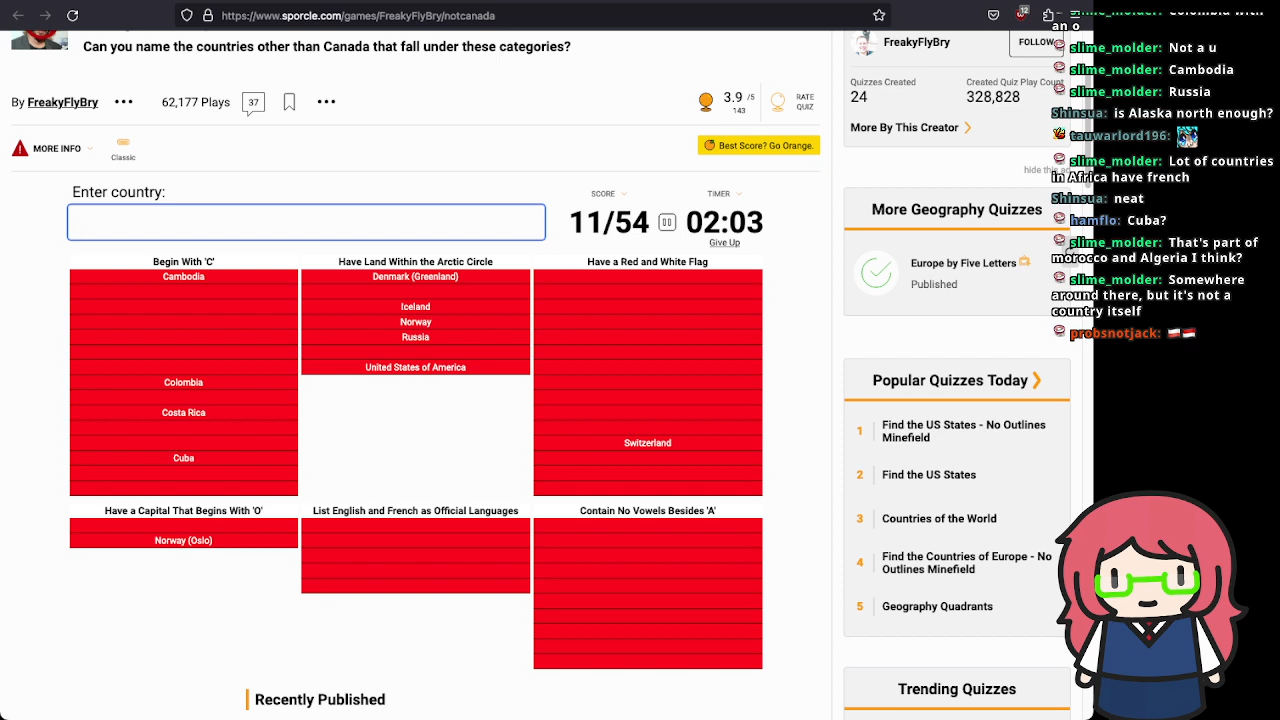 https://www.sporcle.com/games/FreakyFlyBry/notcanada
12
Can you name the countries other than Canada that fall under these categories?
By FreakyFlyBry
62,177 Plays
37
3.9 /5
143
RATE
QUIZ
MORE INFO
Classic
Best Score? Go Orange.
Enter country:
SCORE
TIMER
11/54
02:03
Give Up
Begin With 'C'
Cambodia
Colombia
Costa Rica
Cuba
Have Land Within the Arctic Circle
Denmark (Greenland)
Iceland
Norway
Russia
United States of America
Have a Red and White Flag
Switzerland
Have a Capital That Begins With 'O'
Norway (Oslo)
List English and French as Official Languages
Contain No Vowels Besides 'A'
Recently Published
FreakyFlyBry
FOLLOW
Quizzes Created
24
Created Quiz Play Count
328,828
More By This Creator
hide this ad
More Geography Quizzes
Europe by Five Letters
Published
Popular Quizzes Today
1 Find the US States - No Outlines
Minefield
2 Find the US States
3 Countries of the World
4 Find the Countries of Europe - No
Outlines Minefield
5 Geography Quadrants
Trending Quizzes
slime_molder: Colombia with
an o
slime_molder: Not a u
slime_molder: Cambodia
slime_molder: Russia
Shinsua: is Alaska north enough?
tauwarlord196:
slime_molder: Lot of countries
in Africa have french
Shinsua: neat
hamflo: Cuba?
slime_molder: That's part of
morocco and Algeria I think?
slime_molder: Somewhere
around there, but it's not a
country itself
probsnotjack: